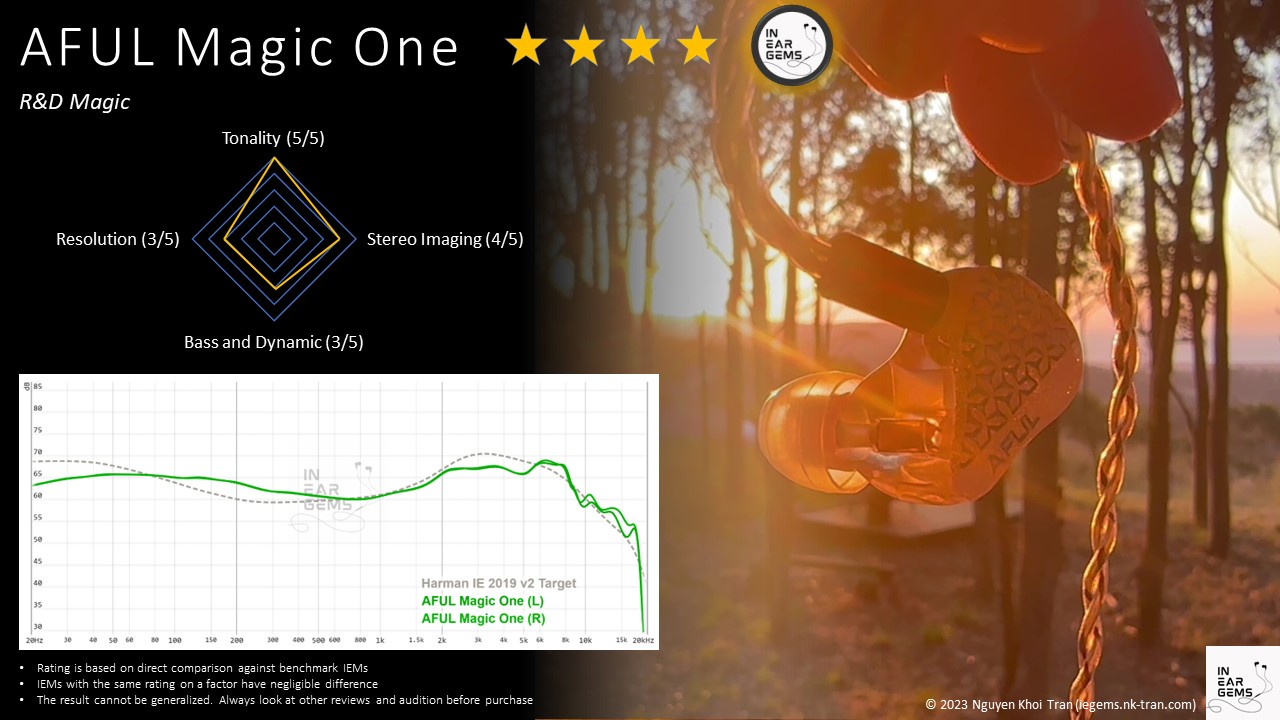 AFUL Magic One
IN
EAR
GEMS
R&D Magic
Tonality (5/5)
Resolution (3/5)
Stereo Imaging (4/5)
Bass and Dynamic (3/5)
AFUL
dB
85
80
75
70
65
60
55
50
45
40
35
30
IN
EAR
GEMS
Harman IE 2019 v2 Target
AFUL Magic One (L)
AFUL Magic One (R)
20Hz 30 40 50 60 80 100 150 200 300 400 500 600 800 1k 1.5k 2k 3k 4k 5k 6k 8k 10k 15k 20kHz
• Rating is based on direct comparison against benchmark IEMs
• IEMs with the same rating on a factor have negligible difference
• The result cannot be generalized. Always look at other reviews and audition before purchase
© 2023 Nguyen Khoi Tran (iegems.nk-tran.com)
IN
EAR
GEMS